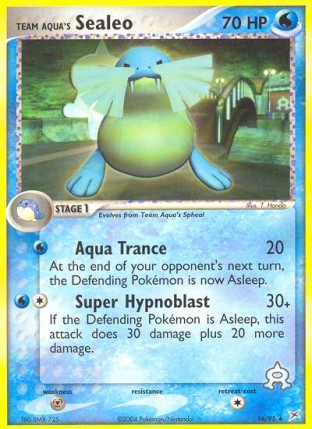 TEAM AQUA'S Sealeo 70 HP
Illus. T. Honda
STAGE 1
Evolves from Team Aqua's Spheal
Aqua Trance 20
At the end of your opponent's next turn,
the Defending Pokémon is now Asleep.
Super Hypnoblast 30+
If the Defending Pokémon is Asleep, this
attack does 30 damage plus 20 more
damage.
weakness resistance retreat cost
©2004 Pokémon/Nintendo 16/95